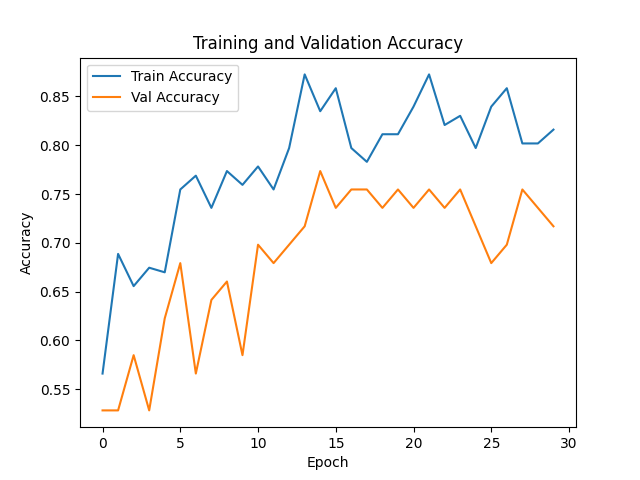 Training and Validation Accuracy
Train Accuracy
Val Accuracy
0.85
0.80
0.75
0.70
0.65
0.60
0.55
Accuracy
0 5 10 15 20 25 30
Epoch